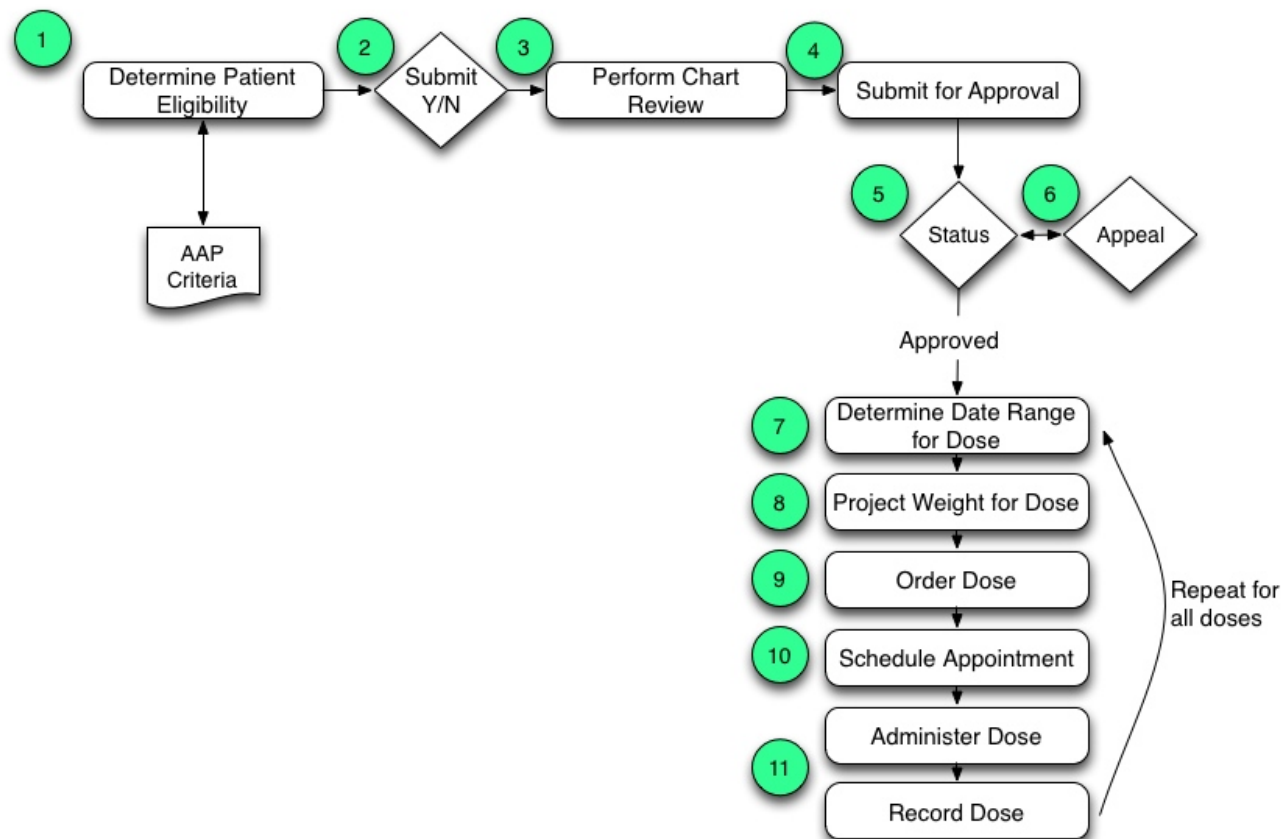 1
Determine Patient
Eligibility
2
Submit
Y/N
3
Perform Chart
Review
4
Submit for Approval
AAP
Criteria
5
Status
6
Appeal
Approved
7
Determine Date Range
for Dose
8
Project Weight for Dose
9
Order Dose
10
Schedule Appointment
Administer Dose
11
Record Dose
Repeat for
all doses